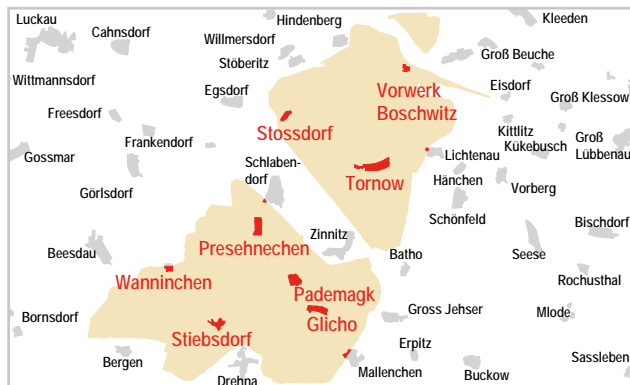 Luckau
Cahnsdorf
Hindenberg
Kleeden
Willmersdorf
Stöberitz
Groß Beuche
Wittmannsdorf
Egsdorf
Vorwerk
Boschwitz
Eisdorf
Groß Klessow
Freesdorf
Frankendorf
Stossdorf
Kittlitz
Kükebusch
Groß
Lübbenau
Gossmar
Schlaben-
dorf
Lichtenau
Görlsdorf
Tornow
Hänchen
Vorberg
Schönfeld
Bischdorf
Presehnechen
Zinnitz
Beesdau
Batho
Seese
Wanninchen
Rochusthal
Pademagk
Glicho
Gross Jehser
Mlode
Bornsdorf
Stiebsdorf
Erpitz
Bergen
Drehna
Mallenchen
Buckow
Sassleben